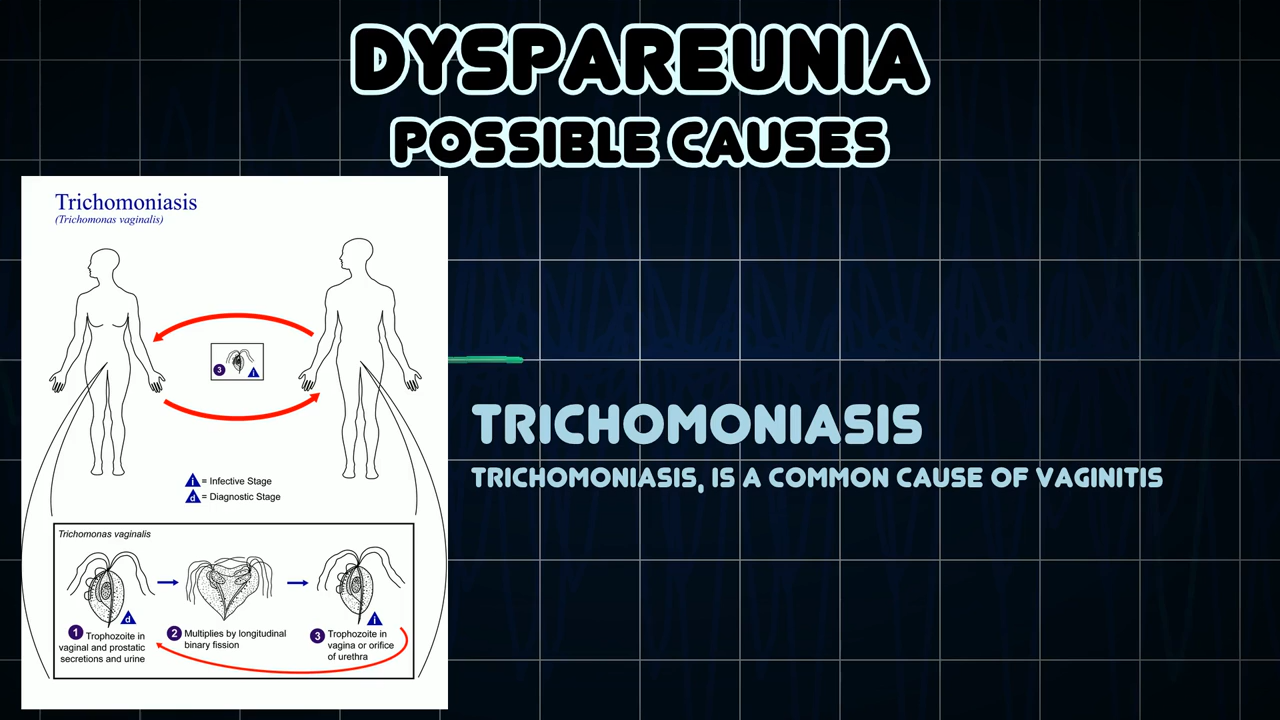 DYSPAREUNIA
POSSIBLE CAUSES
Trichomoniasis
(Trichomonas vaginalis)
3 i
i = Infective Stage
d = Diagnostic Stage
TRICHOMONIASIS
TRICHOMONIASIS, IS A COMMON CAUSE OF VAGINITIS
Trichomonas vaginalis
d
i
1 Trophozoite in
vaginal and prostatic
secretions and urine
2 Multiplies by longitudinal
binary fission
3 Trophozoite in
vagina or orifice
of urethra